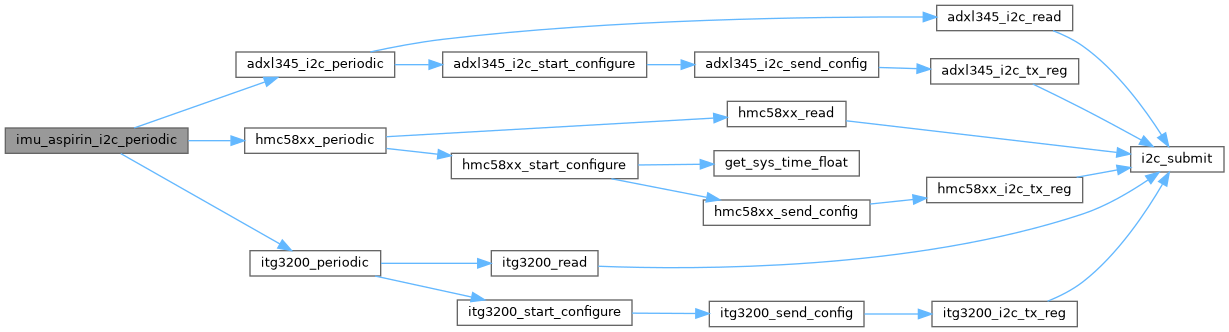 adxl345_i2c_read
adxl345_i2c_periodic
adxl345_i2c_start_configure
adxl345_i2c_send_config
adxl345_i2c_tx_reg
hmc58xx_read
imu_aspirin_i2c_periodic
hmc58xx_periodic
hmc58xx_start_configure
get_sys_time_float
i2c_submit
hmc58xx_i2c_tx_reg
hmc58xx_send_config
itg3200_periodic
itg3200_read
itg3200_start_configure
itg3200_send_config
itg3200_i2c_tx_reg